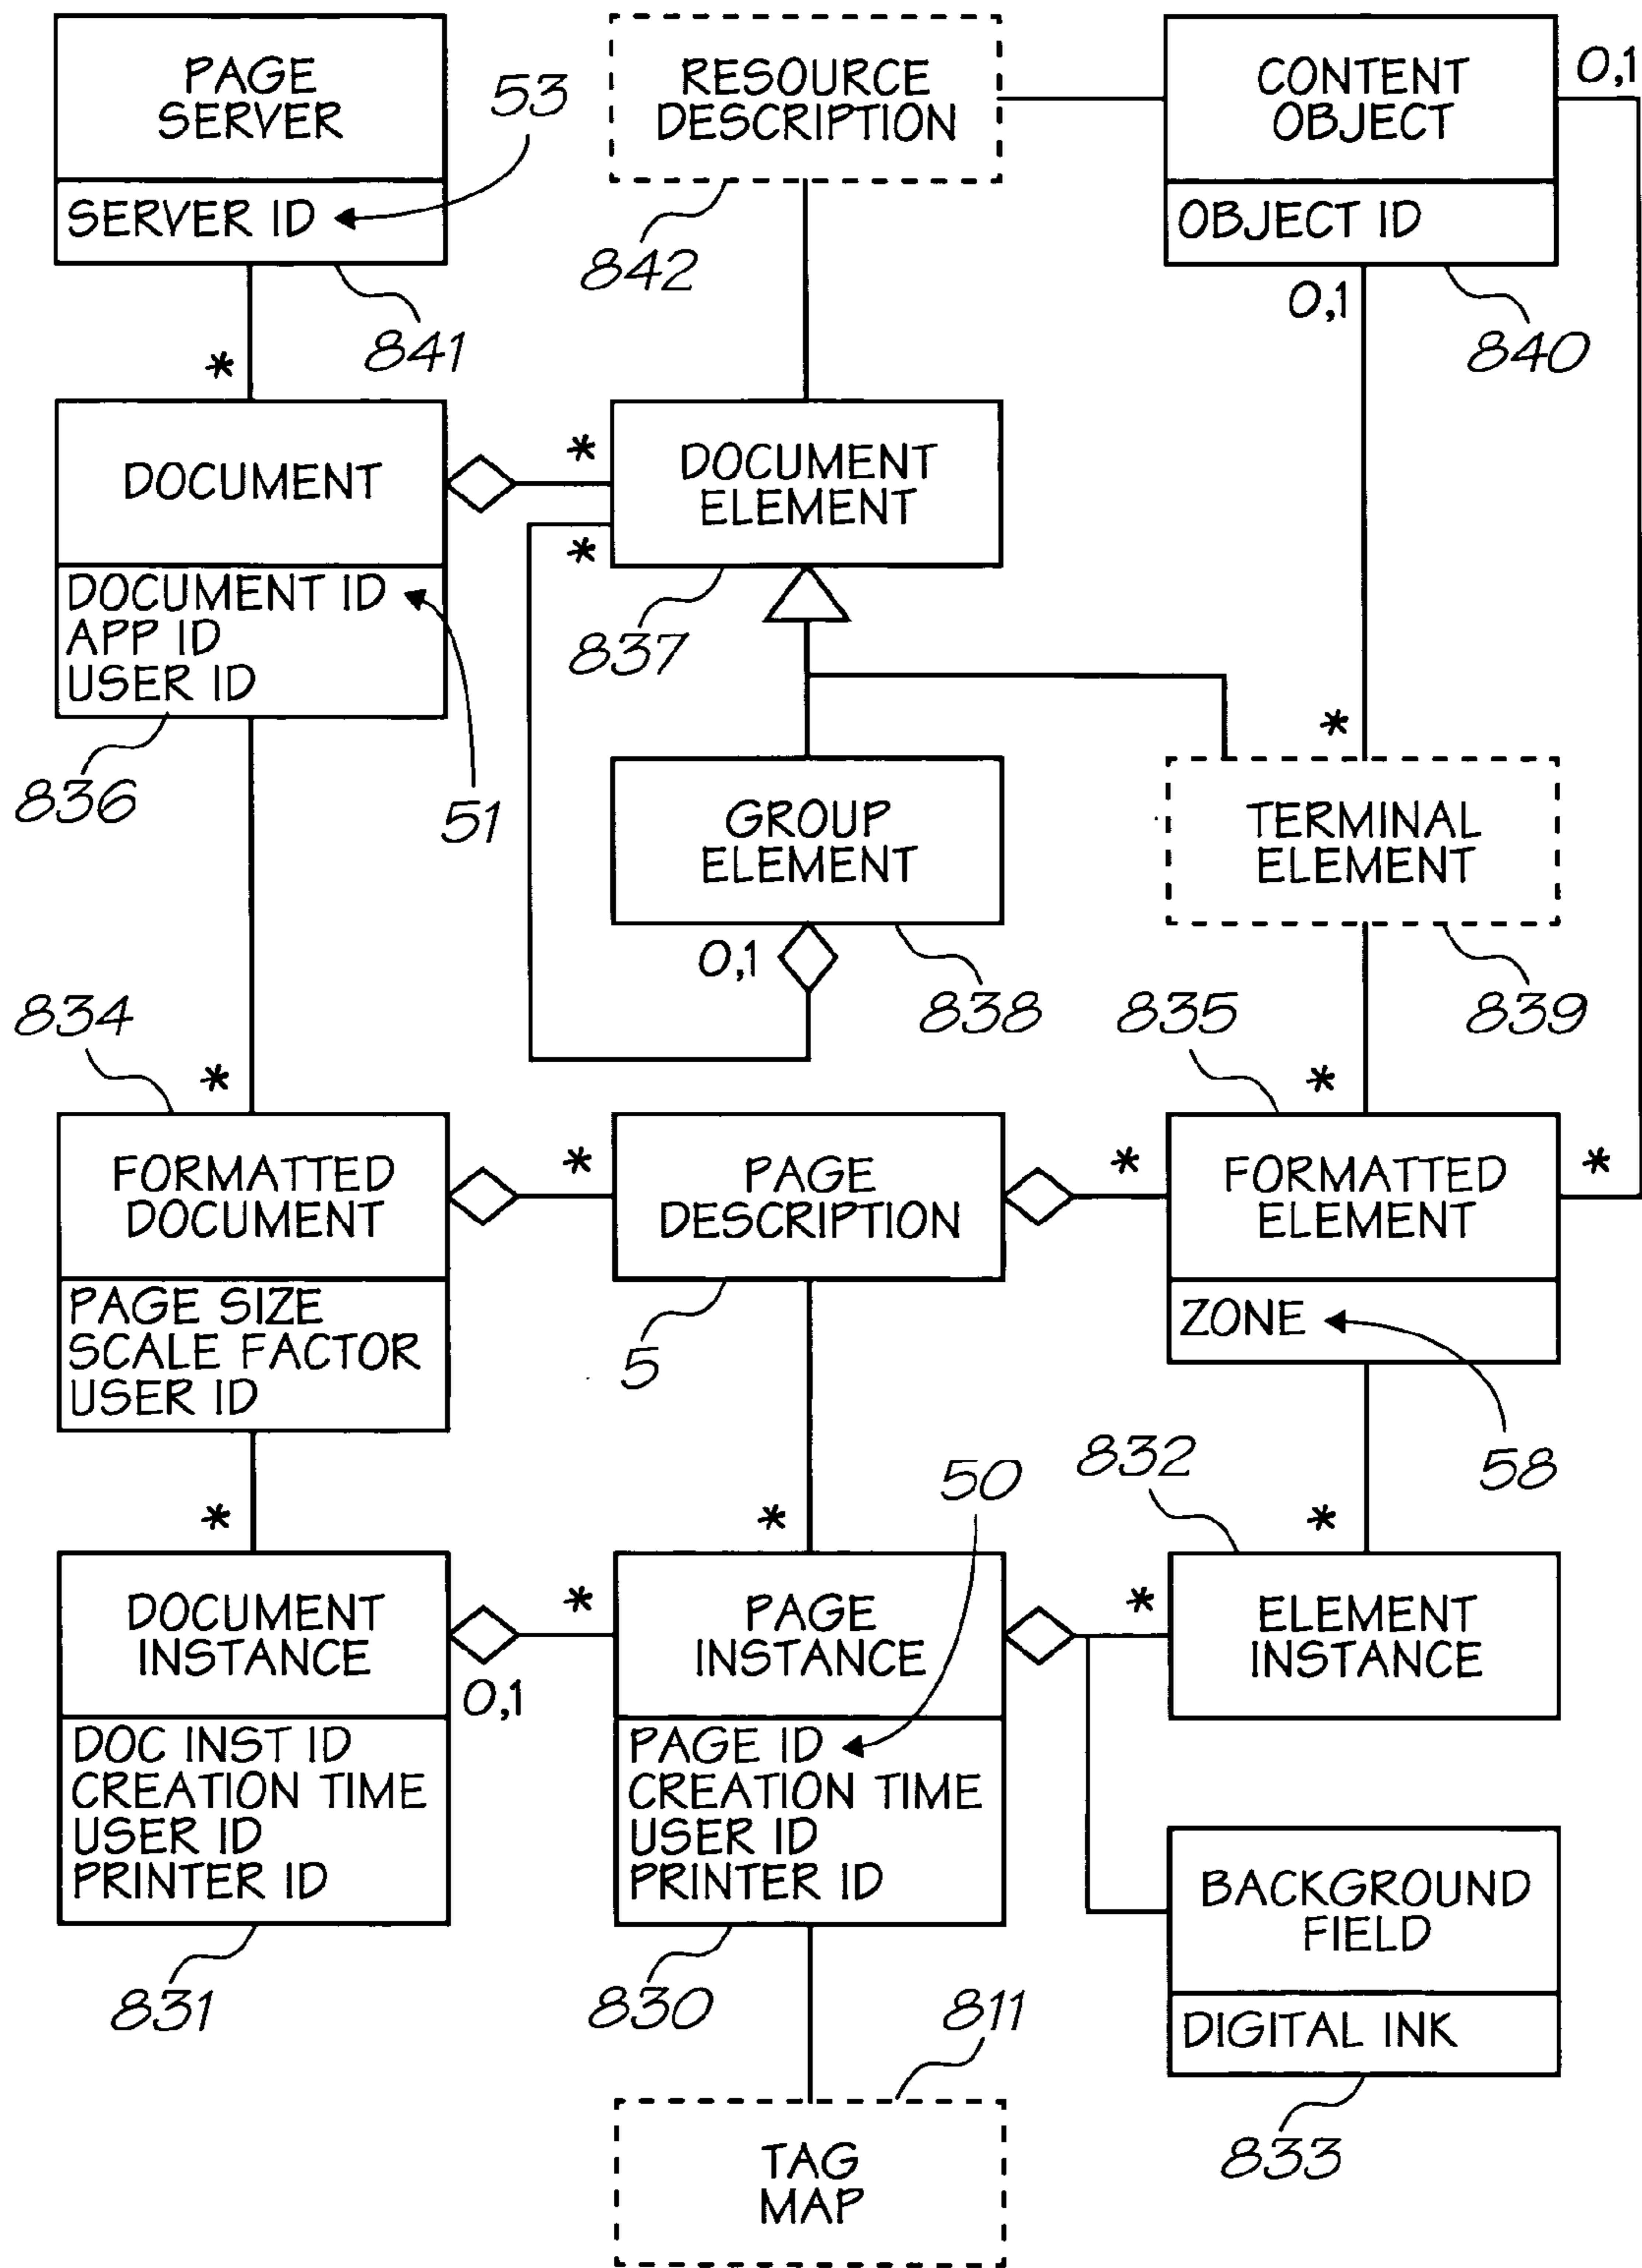 PAGE
SERVER
SERVER ID
53
841
RESOURCE
DESCRIPTION
842
CONTENT
OBJECT
OBJECT ID
0,1
0,1
840
*
DOCUMENT
DOCUMENT ID
APP ID
USER ID
836
51
*
*
DOCUMENT
ELEMENT
837
GROUP
ELEMENT
0,1
838
*
TERMINAL
ELEMENT
839
834
*
FORMATTED
DOCUMENT
PAGE SIZE
SCALE FACTOR
USER ID
*
PAGE
DESCRIPTION
5
835
*
*
*
FORMATTED
ELEMENT
ZONE
58
*
DOCUMENT
INSTANCE
DOC INST ID
CREATION TIME
USER ID
PRINTER ID
831
0,1
*
*
50
PAGE
INSTANCE
PAGE ID
CREATION TIME
USER ID
PRINTER ID
830
832
*
*
ELEMENT
INSTANCE
BACKGROUND
FIELD
DIGITAL INK
833
811
TAG
MAP